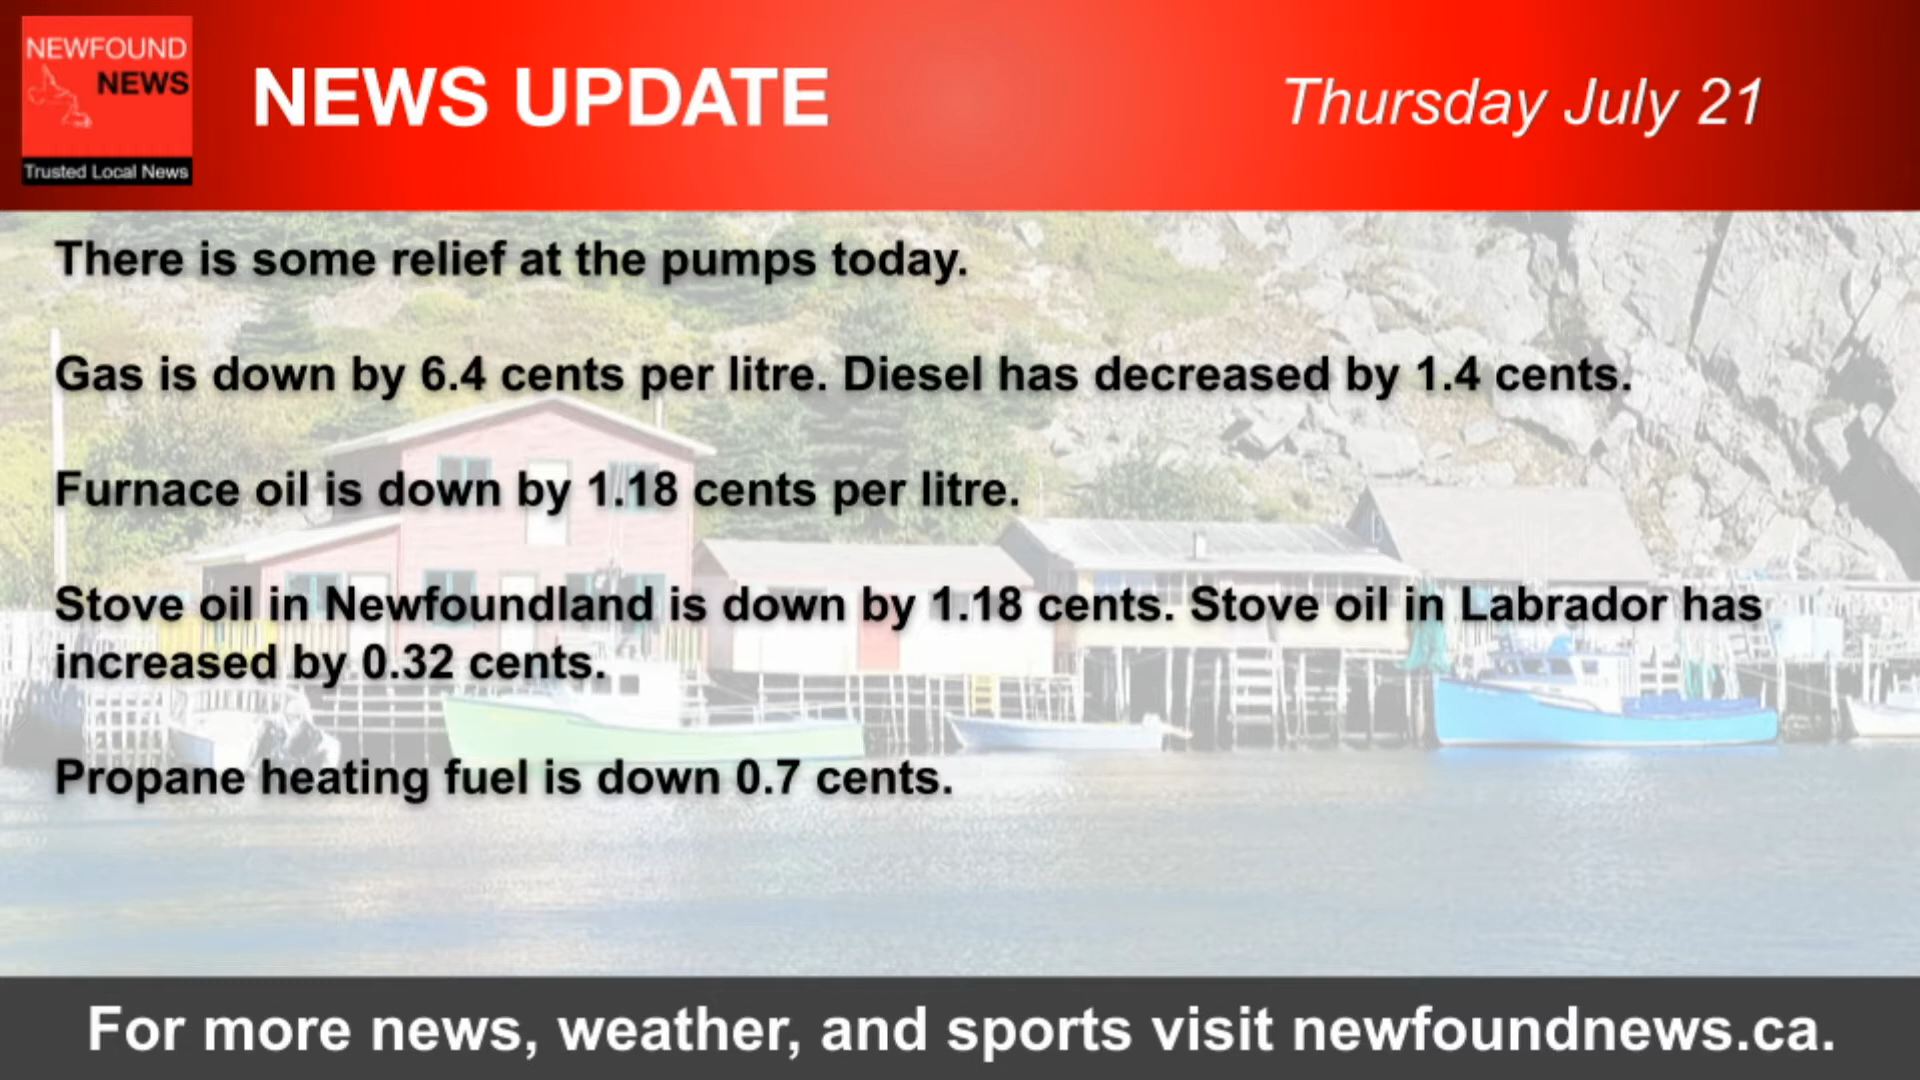 NEWFOUND
NEWS
Trusted Local News
NEWS UPDATE
Thursday July 21
There is some relief at the pumps today.
Gas is down by 6.4 cents per litre. Diesel has decreased by 1.4 cents.
Furnace oil is down by 1.18 cents per litre.
Stove oil in Newfoundland is down by 1.18 cents. Stove oil in Labrador has
increased by 0.32 cents.
Propane heating fuel is down 0.7 cents.
For more news, weather, and sports visit newfoundnews.ca.